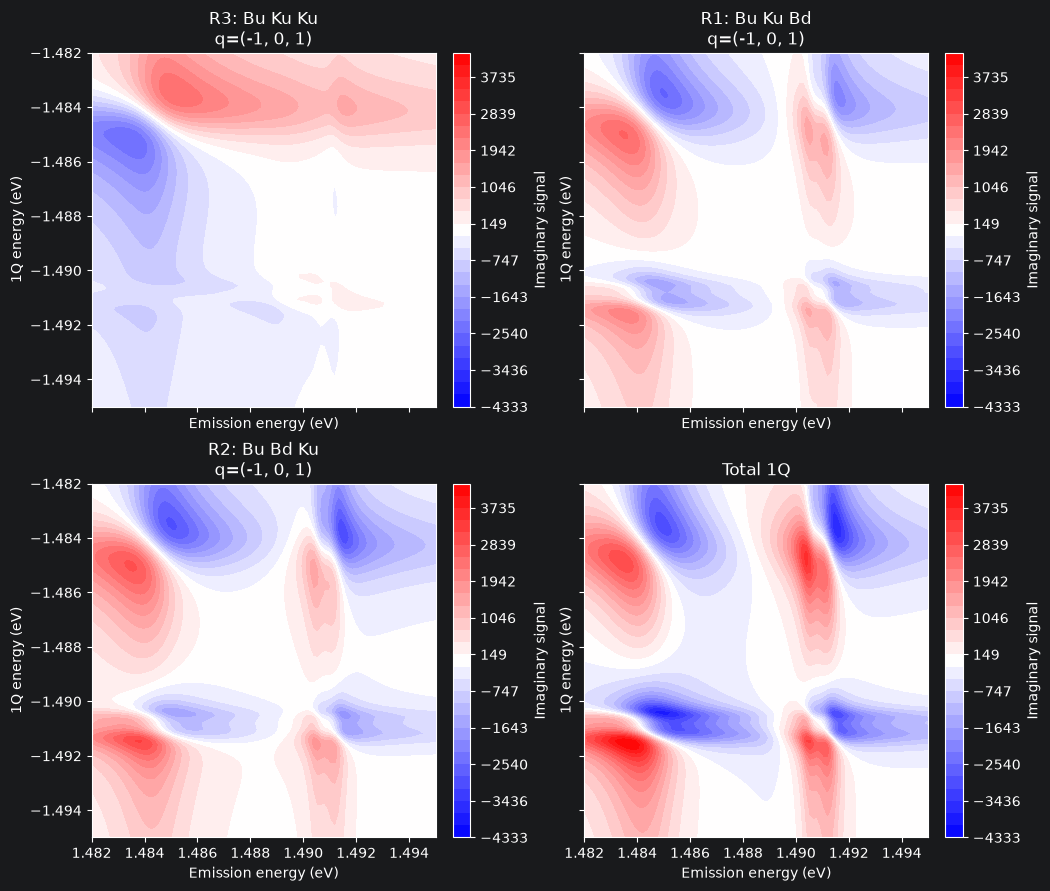 R3: Bu Ku Ku
q=(-1, 0, 1)
−1.482
−1.484
−1.486
−1.488
−1.490
−1.492
−1.494
1Q energy (eV)
Emission energy (eV)
3735
2839
1942
1046
149
−747
−1643
−2540
−3436
−4333
Imaginary signal
R1: Bu Ku Bd
q=(-1, 0, 1)
1Q energy (eV)
Emission energy (eV)
3735
2839
1942
1046
149
−747
−1643
−2540
−3436
−4333
Imaginary signal
R2: Bu Bd Ku
q=(-1, 0, 1)
−1.482
−1.484
−1.486
−1.488
−1.490
−1.492
−1.494
1Q energy (eV)
1.482 1.484 1.486 1.488 1.490 1.492 1.494
Emission energy (eV)
3735
2839
1942
1046
149
−747
−1643
−2540
−3436
−4333
Imaginary signal
Total 1Q
1Q energy (eV)
1.482 1.484 1.486 1.488 1.490 1.492 1.494
Emission energy (eV)
3735
2839
1942
1046
149
−747
−1643
−2540
−3436
−4333
Imaginary signal